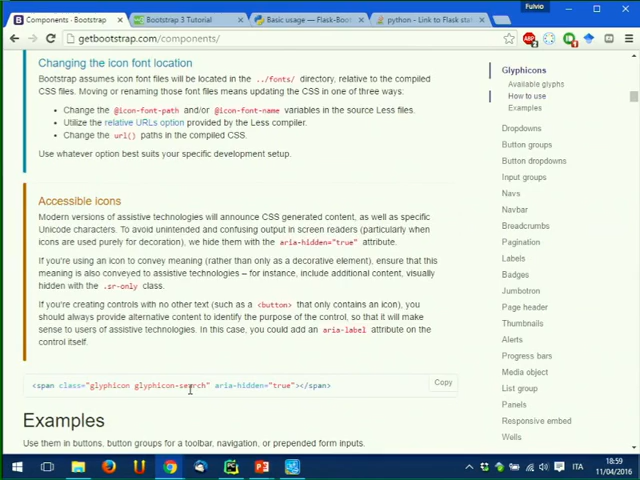 Components · Bootstrap
Bootstrap 3 Tutorial
Basic usage — Flask-Boo
python - Link to Flask sta
Fulvio
getbootstrap.com/components/
Changing the icon font location
Bootstrap assumes icon font files will be located in the ../fonts/ directory, relative to the compiled
CSS files. Moving or renaming those font files means updating the CSS in one of three ways:
Change the @icon-font-path and/or @icon-font-name variables in the source Less files.
Utilize the relative URLs option provided by the Less compiler.
Change the url() paths in the compiled CSS.
Use whatever option best suits your specific development setup.
Accessible icons
Modern versions of assistive technologies will announce CSS generated content, as well as specific
Unicode characters. To avoid unintended and confusing output in screen readers (particularly when
icons are used purely for decoration), we hide them with the aria-hidden="true" attribute.
If you're using an icon to convey meaning (rather than only as a decorative element), ensure that this
meaning is also conveyed to assistive technologies – for instance, include additional content, visually
hidden with the .sr-only class.
If you're creating controls with no other text (such as a <button> that only contains an icon), you
should always provide alternative content to identify the purpose of the control, so that it will make
sense to users of assistive technologies. In this case, you could add an aria-label attribute on the
control itself.
<span class="glyphicon glyphicon-search" aria-hidden="true"></span>
Copy
Examples
Use them in buttons, button groups for a toolbar, navigation, or prepended form inputs.
Glyphicons
Available glyphs
How to use
Examples
Dropdowns
Button groups
Button dropdowns
Input groups
Navs
Navbar
Breadcrumbs
Pagination
Labels
Badges
Jumbotron
Page header
Thumbnails
Alerts
Progress bars
Media object
List group
Panels
Responsive embed
Wells
ITA
18:59
11/04/2016